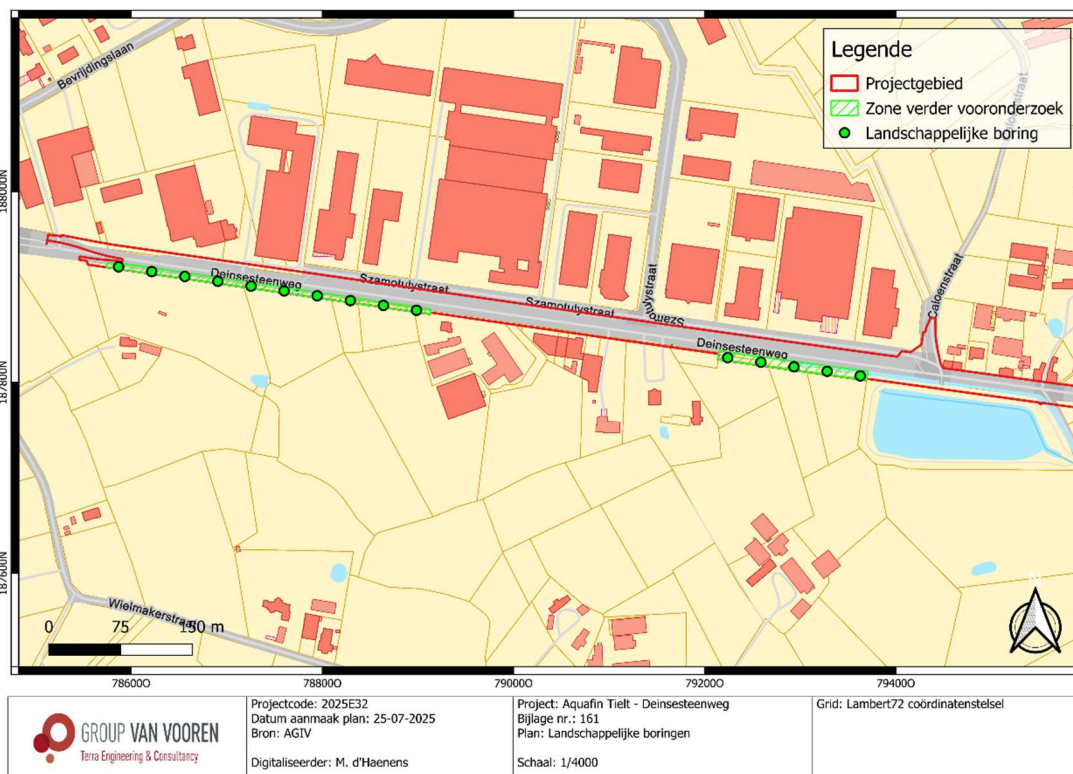 Legende
Projectgebied
Zone verder vooronderzoek
Landschappelijke boring
Bevrijdingslaan
188000N
Deinsesteenweg
Szamotulystraat
Szamotulystraat
Caloenstraat
Deinsesteenweg
187800N
187600N
Wielmakerstraat
0 75 150 m
N
786000 788000 790000 792000 794000
GROUP VAN VOOREN
Terra Engineering & Consultancy
Projectcode: 2025E32
Datum aanmaak plan: 25-07-2025
Bron: AGIV
Digitaliseerder: M. d'Haenens
Project: Aquafin Tielt - Deinsesteenweg
Bijlage nr.: 161
Plan: Landschappelijke boringen
Schaal: 1/4000
Grid: Lambert72 coördinatenstelsel